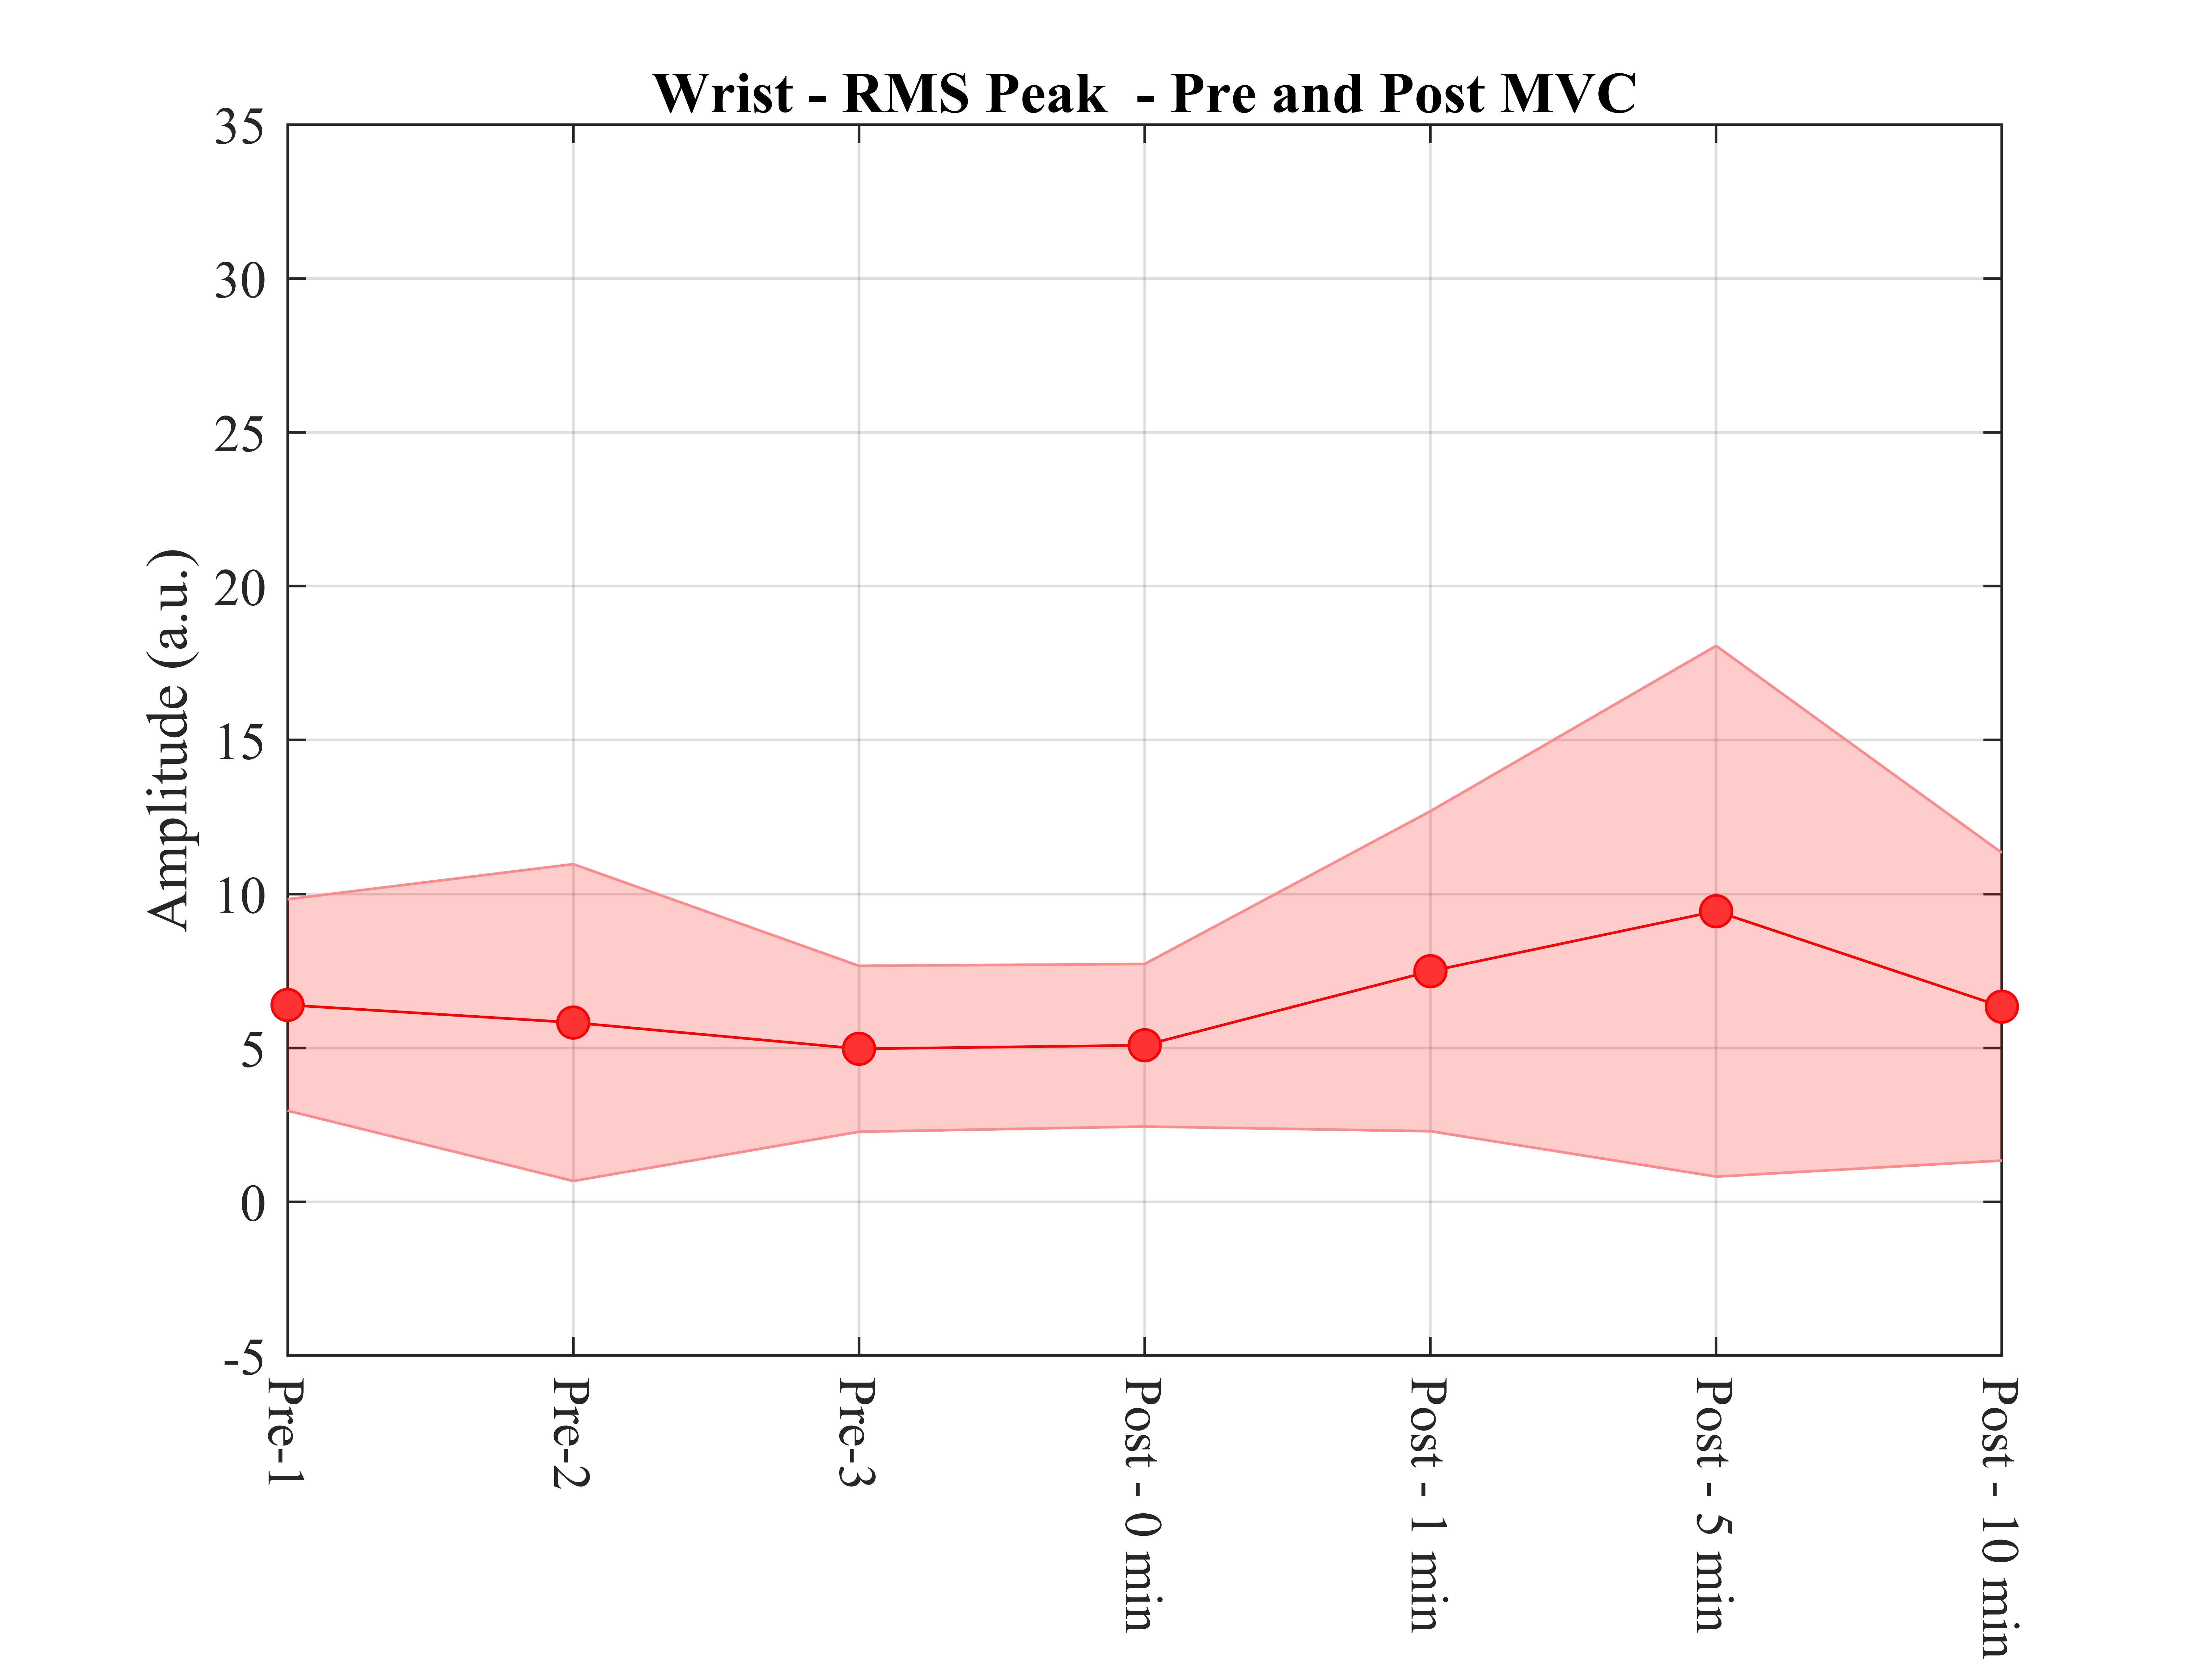 Wrist - RMS Peak  - Pre and Post MVC
Amplitude (a.u.)
35
30
25
20
15
10
5
0
-5
Pre-1
Pre-2
Pre-3
Post - 0 min
Post - 1 min
Post - 5 min
Post - 10 min